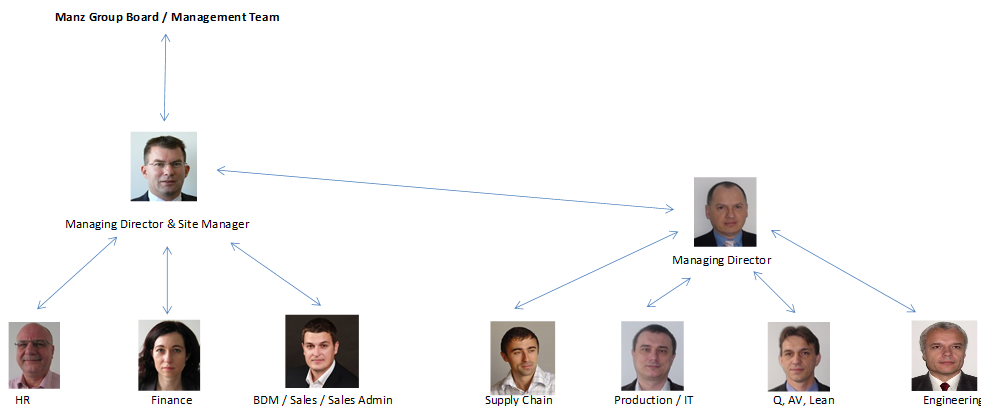 Manz Group Board / Management Team
Managing Director & Site Manager
Managing Director
HR
Finance
BDM / Sales / Sales Admin
Supply Chain
Production / IT
Q, AV, Lean
Engineering